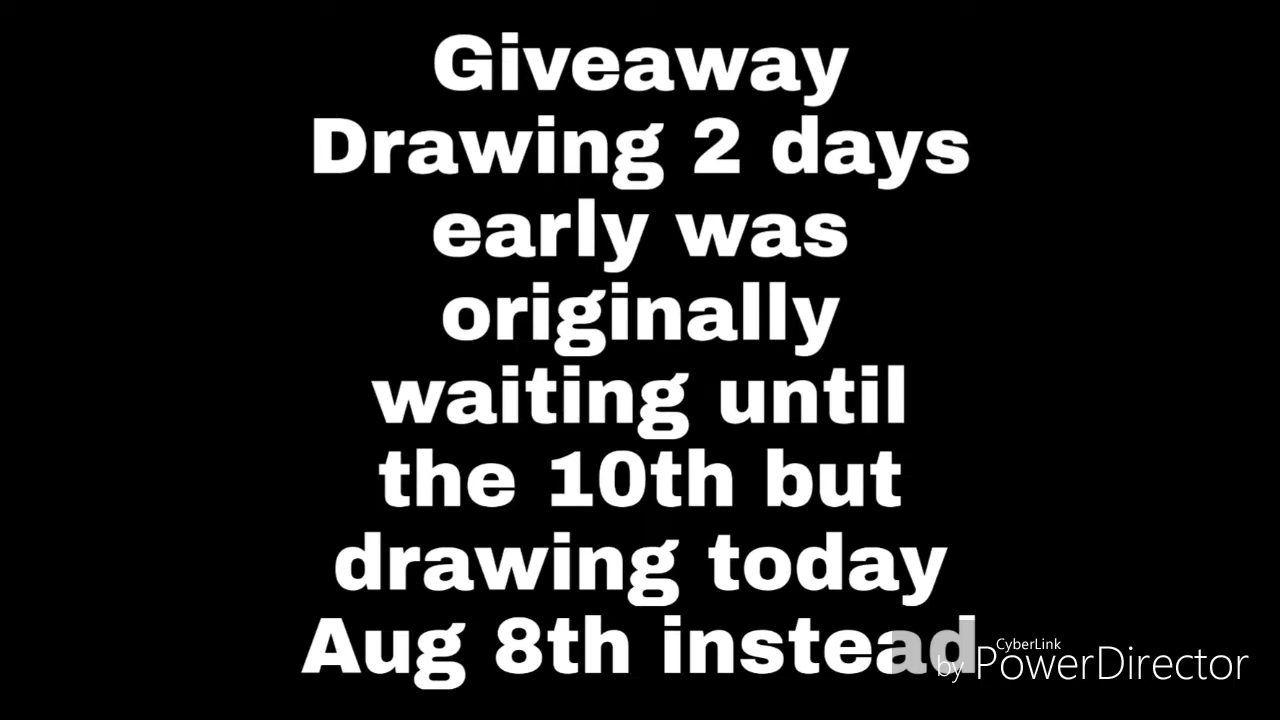 Giveaway
Drawing 2 days
early was
originally
waiting until
the 10th but
drawing today
Aug 8th instead
CyberLink
by PowerDirector